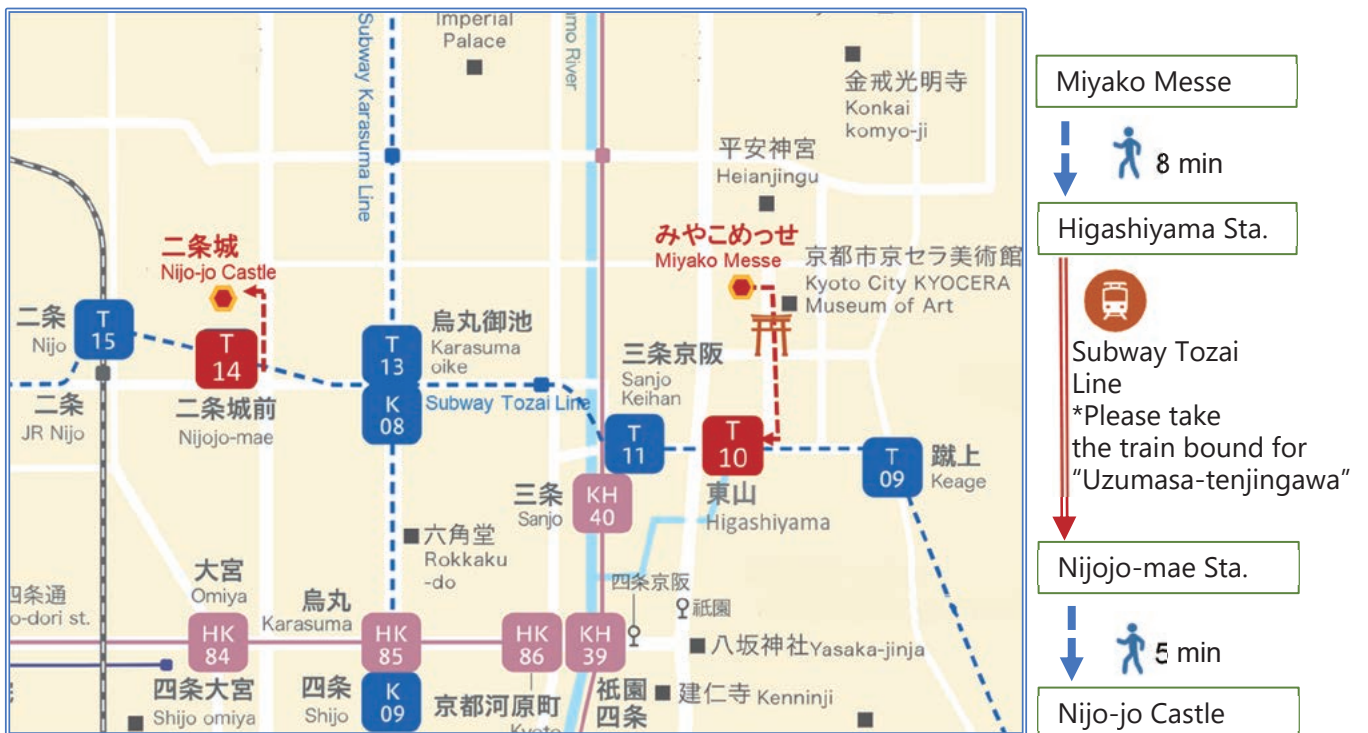 Imperial
Palace
Subway Karasuma Line
mo River
金戒光明寺
Konkai
komyo-ji
平安神宮
Heianjingu
二条城
Nijo-jo Castle
みやこめっせ
Miyako Messe
京都市京セラ美術館
Kyoto City KYOCERA
Museum of Art
二条
Nijo
T
15
T
14
T
13
烏丸御池
Karasuma
oike
三条京阪
Sanjo
Keihan
二条
JR Nijo
二条城前
Nijojo-mae
K
08
Subway Tozai Line
T
11
T
10
T
09
蹴上
Keage
三条
Sanjo
KH
40
東山
Higashiyama
六角堂
Rokkaku
-do
四条通
o-dori st.
大宮
Omiya
烏丸
Karasuma
四条京阪
祇園
HK
84
HK
85
HK
86
KH
39
八坂神社 Yasaka-jinja
四条大宮
Shijo omiya
四条
Shijo
K
09
京都河原町
Kyoto
祇園
四条
建仁寺 Kenninji
Miyako Messe
8 min
Higashiyama Sta.
Subway Tozai
Line
*Please take
the train bound for
“Uzumasa-tenjingawa”
Nijojo-mae Sta.
5 min
Nijo-jo Castle